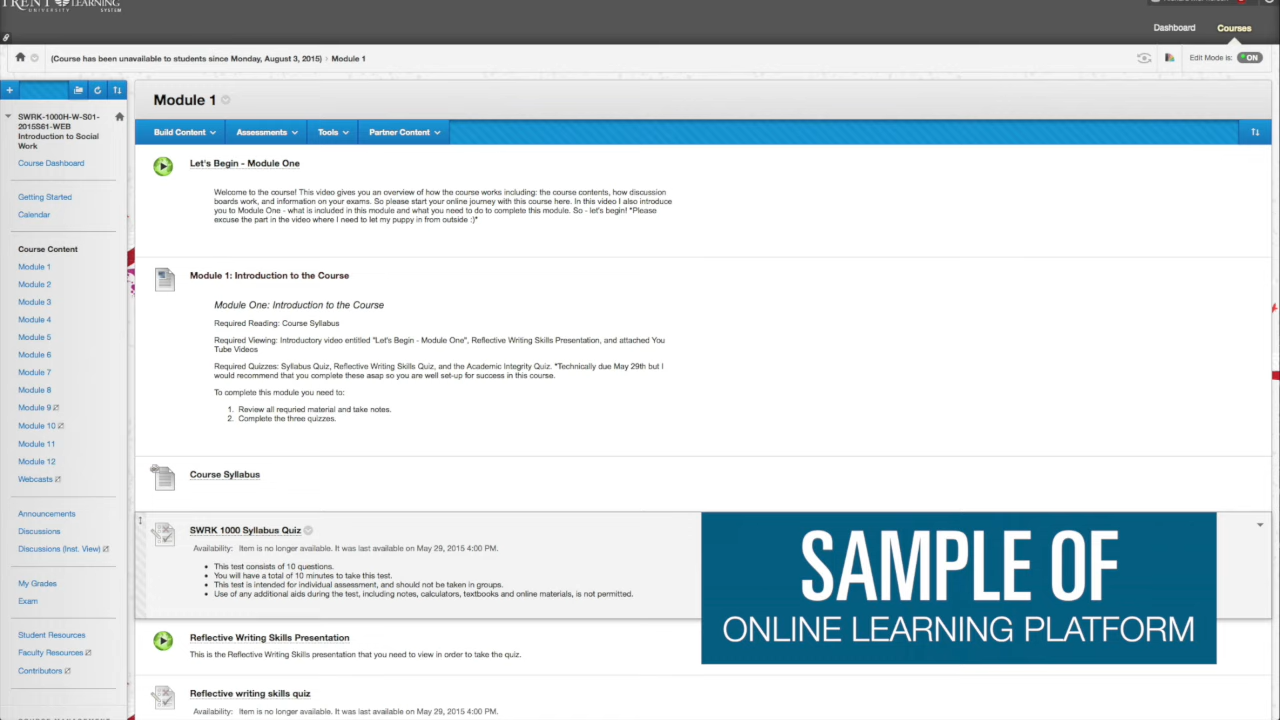 TRENT LEARNING
UNIVERSITY SYSTEM
Dashboard
Courses
(Course has been unavailable to students since Monday, August 3, 2015) › Module 1
Edit Mode is: ON
SWRK-1000H-W-S01-
2015S61-WEB
Introduction to Social
Work
Course Dashboard
Getting Started
Calendar
Course Content
Module 1
Module 2
Module 3
Module 4
Module 5
Module 6
Module 7
Module 8
Module 9
Module 10
Module 11
Module 12
Webcasts
Announcements
Discussions
Discussions (Inst. View)
My Grades
Exam
Student Resources
Faculty Resources
Contributors
Module 1
Build Content
Assessments
Tools
Partner Content
Let's Begin - Module One
Welcome to the course! This video gives you an overview of how the course works including: the course contents, how discussion
boards work, and information on your exams. So please start your online journey with this course here. In this video I also introduce
you to Module One - what is included in this module and what you need to do to complete this module. So - let's begin! *Please
excuse the part in the video where I need to let my puppy in from outside :)*
Module 1: Introduction to the Course
Module One: Introduction to the Course
Required Reading: Course Syllabus
Required Viewing: Introductory video entitled "Let's Begin - Module One", Reflective Writing Skills Presentation, and attached You
Tube Videos
Required Quizzes: Syllabus Quiz, Reflective Writing Skills Quiz, and the Academic Integrity Quiz. *Technically due May 29th but I
would recommend that you complete these asap so you are well set-up for success in this course.
To complete this module you need to:
1. Review all requried material and take notes.
2. Complete the three quizzes.
Course Syllabus
SWRK 1000 Syllabus Quiz
Availability: Item is no longer available. It was last available on May 29, 2015 4:00 PM.
• This test consists of 10 questions.
• You will have a total of 10 minutes to take this test.
• This test is intended for individual assessment, and should not be taken in groups.
• Use of any additional aids during the test, including notes, calculators, textbooks and online materials, is not permitted.
Reflective Writing Skills Presentation
This is the Reflective Writing Skills presentation that you need to view in order to take the quiz.
Reflective writing skills quiz
Availability: Item is no longer available. It was last available on May 29, 2015 4:00 PM.
SAMPLE OF
ONLINE LEARNING PLATFORM